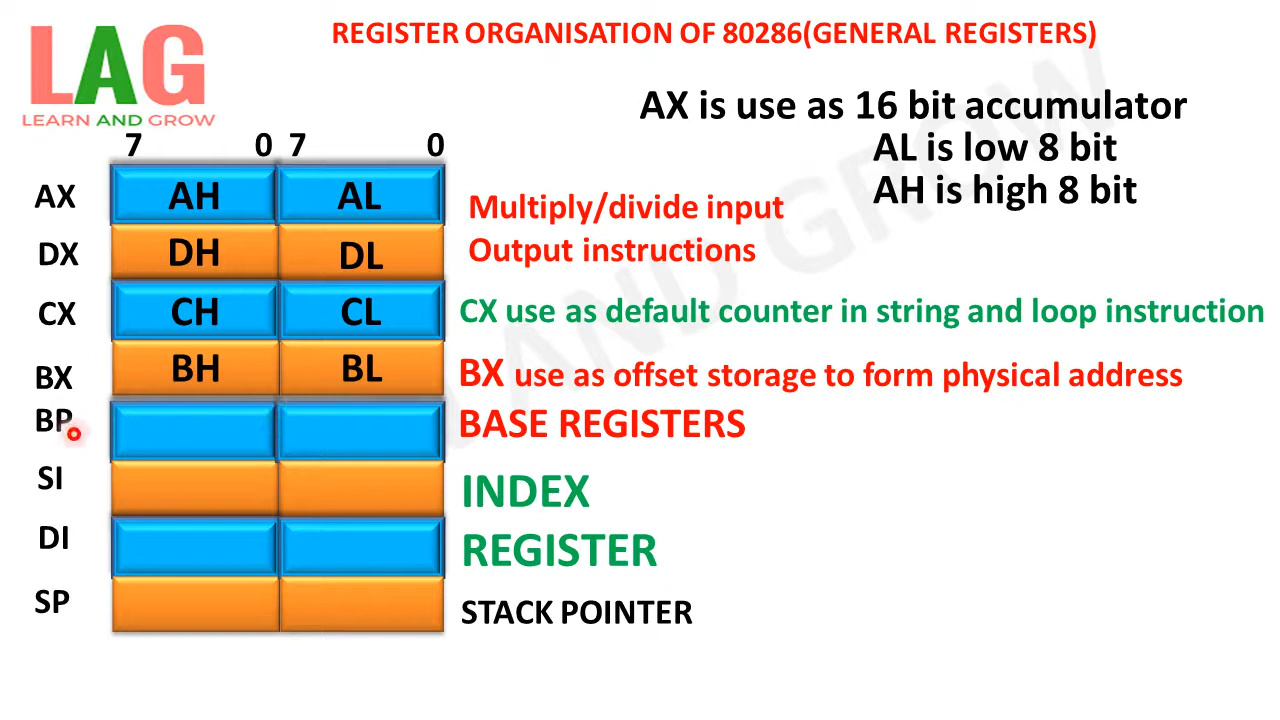 LAG
LEARN AND GROW
REGISTER ORGANISATION OF 80286(GENERAL REGISTERS)
AX is use as 16 bit accumulator
AL is low 8 bit
AH is high 8 bit
7 0 7 0
AX AH AL Multiply/divide input
DX DH DL Output instructions
CX CH CL CX use as default counter in string and loop instruction
BX BH BL BX use as offset storage to form physical address
BP BASE REGISTERS
SI INDEX
DI REGISTER
SP STACK POINTER
AND GROW